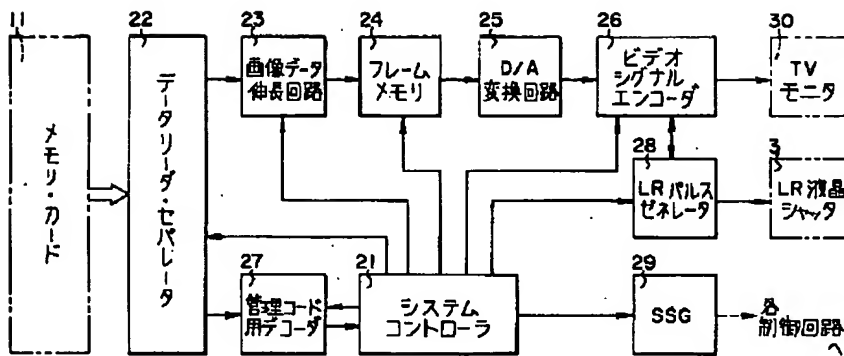 11
22
23
24
25
26
30
メモリ・カード
データリーダ・セパレータ
画像データ
伸長回路
フレーム
メモリ
D/A
変換回路
ビデオ
シグナル
エンコーダ
TV
モニタ
28
3
LRパルス
ゼネレータ
LR液晶
シャッタ
27
21
29
管理コード
用デコーダ
システム
コントローラ
SSG
各
制御回路
へ